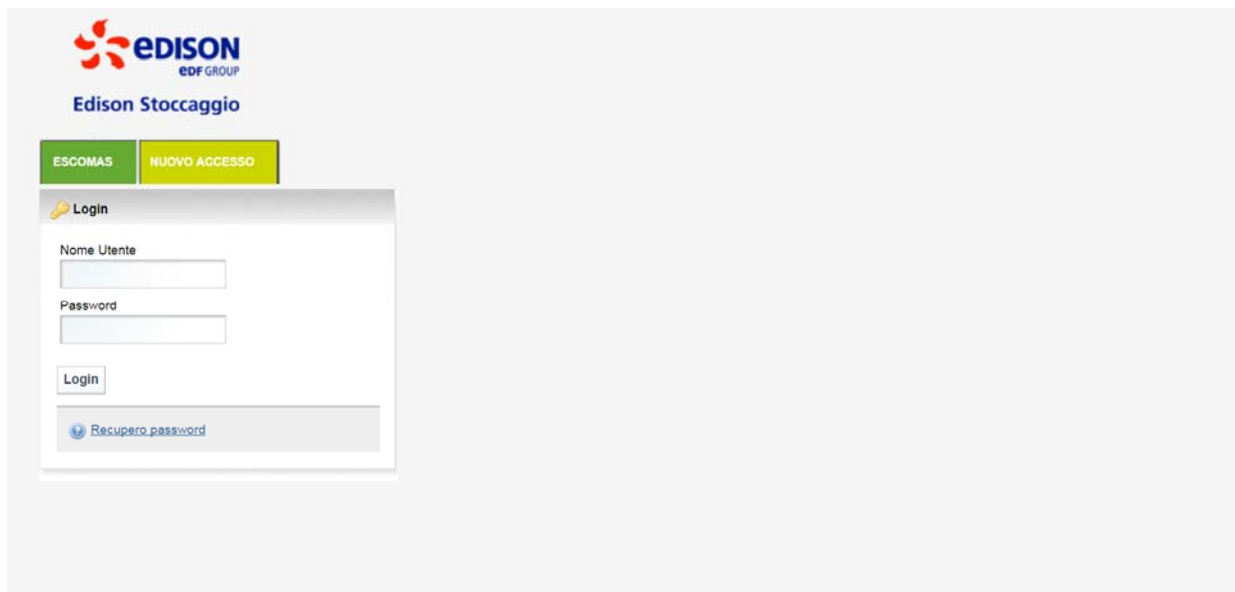 eDISON
eDF GROUP
Edison Stoccaggio
ESCOMAS
NUOVO ACCESSO
Login
Nome Utente
Password
Login
Recupero password